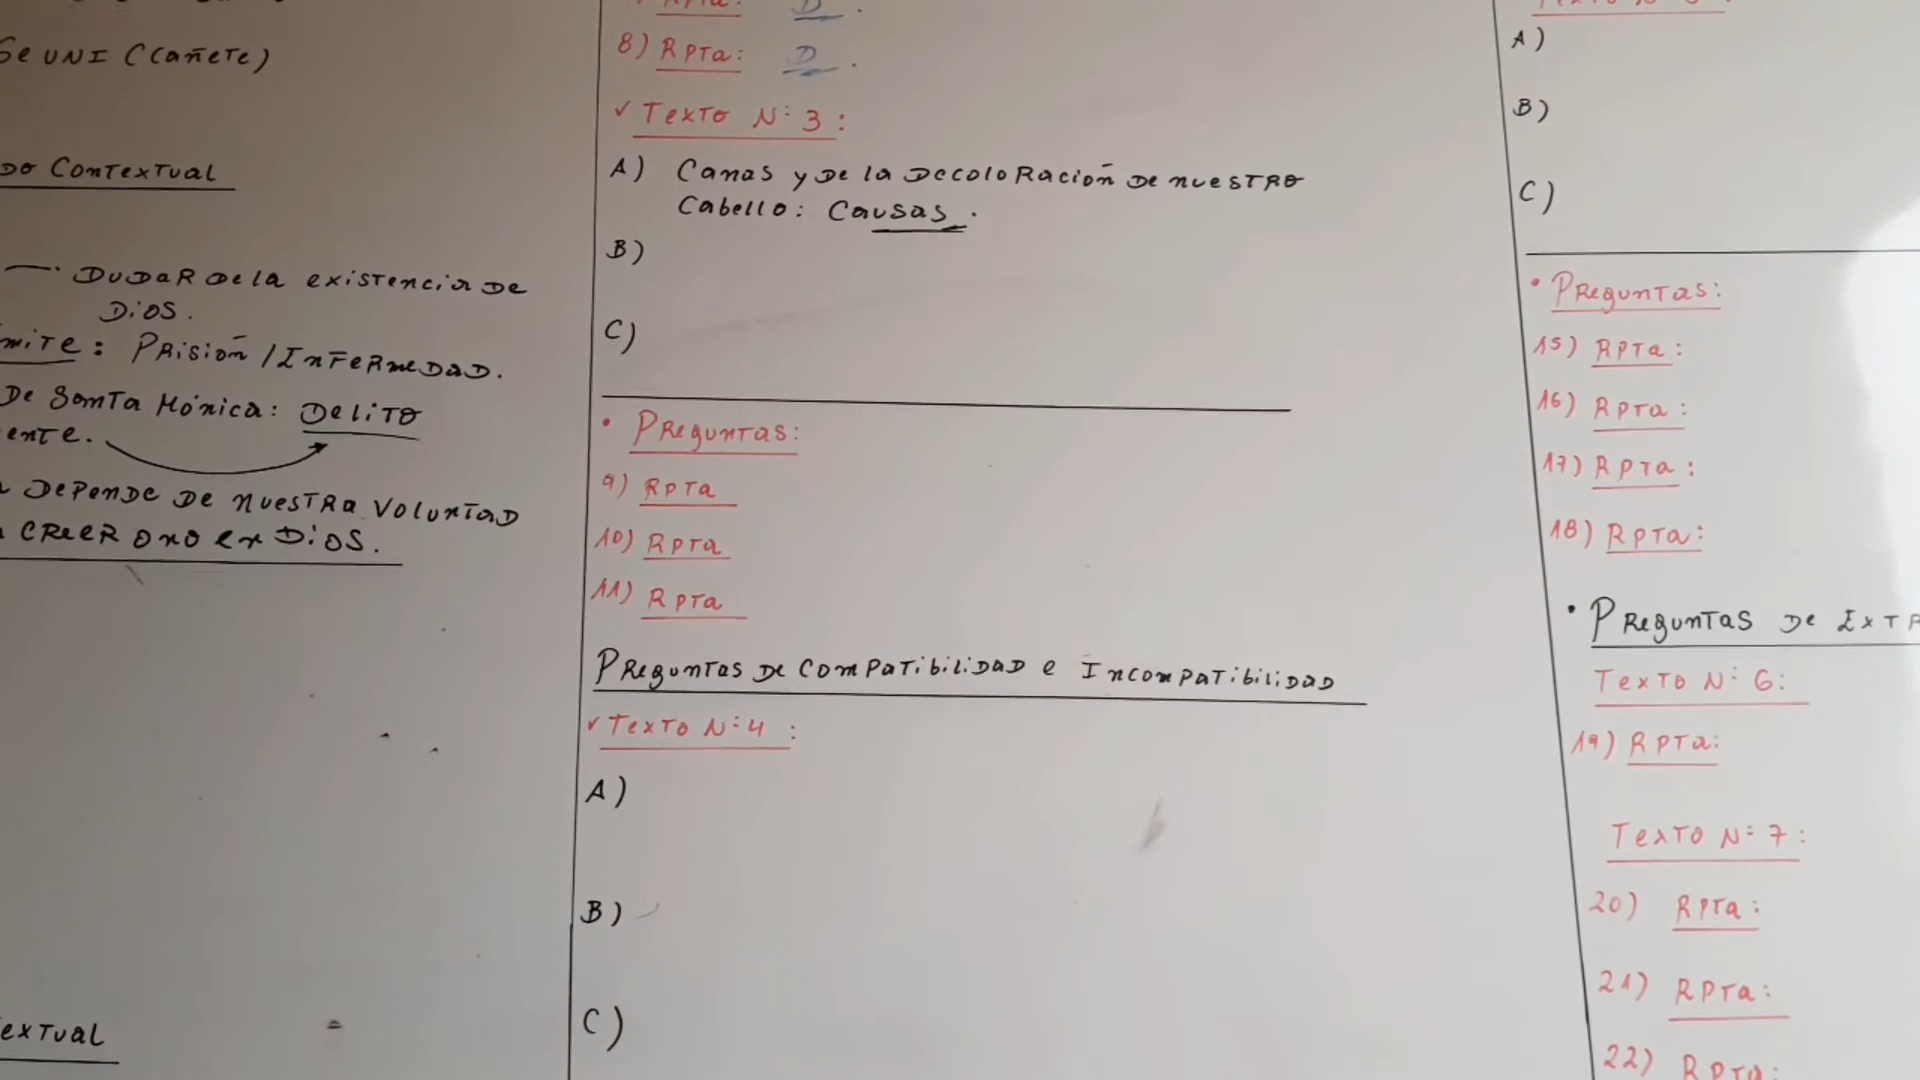 Se UNI (Cañete)
Contextual
Dudar de la existencia de
Dios.
: Prisión / Enfermedad.
De Santa Mónica: Delito
ente.
Depende de nuestra voluntad
creer o no en Dios.
extual
8) Rpta: D.
✓ Texto N° 3:
A) Canas y de la decoloración de nuestro
cabello: Causas.
B)
C)
• Preguntas:
9) Rpta
10) Rpta
11) Rpta
Preguntas de compatibilidad e Incompatibilidad
✓ Texto N° 4:
A)
B)
C)
A)
B)
C)
• Preguntas:
15) Rpta:
16) Rpta:
17) Rpta:
18) Rpta:
• Preguntas de Extr
Texto N° 6:
19) Rpta:
Texto N° 7:
20) Rpta:
21) Rpta:
22) Rpta: